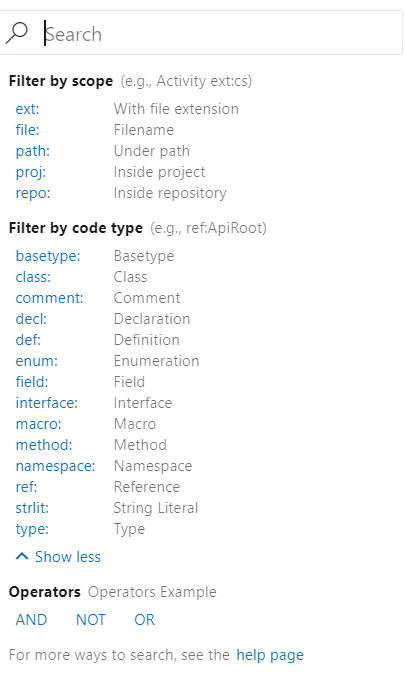 Search
Filter by scope (e.g., Activity ext:cs)
ext: With file extension
file: Filename
path: Under path
proj: Inside project
repo: Inside repository
Filter by code type (e.g., ref:ApiRoot)
basetype: Basetype
class: Class
comment: Comment
decl: Declaration
def: Definition
enum: Enumeration
field: Field
interface: Interface
macro: Macro
method: Method
namespace: Namespace
ref: Reference
strlit: String Literal
type: Type
Show less
Operators Operators Example
AND NOT OR
For more ways to search, see the help page